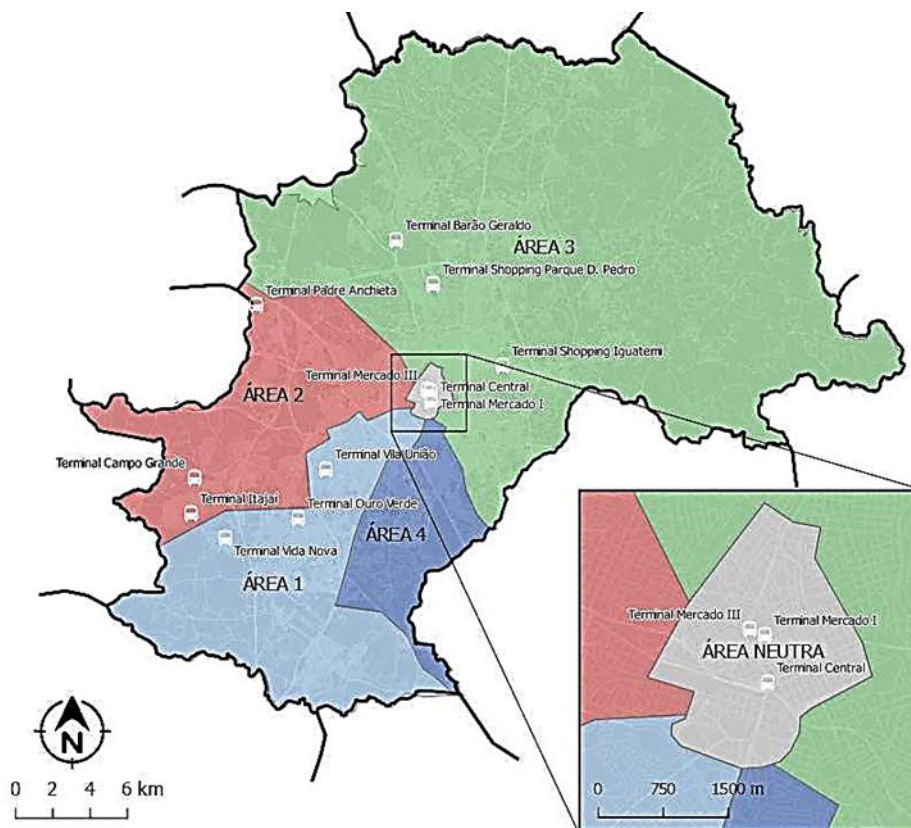 Terminal Barão Geraldo
ÁREA 3
Terminal Shopping Parque D. Pedro
Terminal Padre Anchieta
Terminal Shopping Iguatemi
Terminal Mercado III
Terminal Central
ÁREA 2
Terminal Mercado I
Terminal Vila União
Terminal Campo Grande
Terminal Itajaí
Terminal Ouro Verde
ÁREA 4
Terminal Vida Nova
ÁREA 1
Terminal Mercado III
Terminal Mercado I
ÁREA NEUTRA
Terminal Central
N
0 2 4 6 km
0 750 1500 m